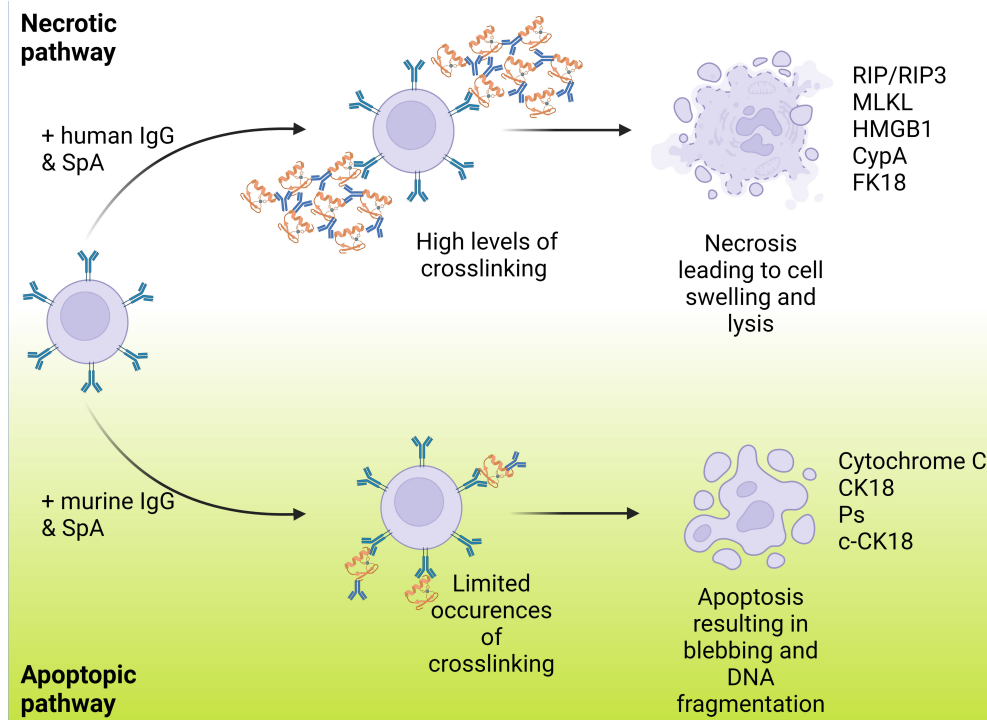 Necrotic
pathway
+ human IgG
& SpA
High levels of
crosslinking
Necrosis
leading to cell
swelling and
lysis
RIP/RIP3
MLKL
HMGB1
CypA
FK18
+ murine IgG
& SpA
Limited
occurences
of
crosslinking
Apoptosis
resulting in
blebbing and
DNA
fragmentation
Cytochrome C
CK18
Ps
c-CK18
Apoptopic
pathway